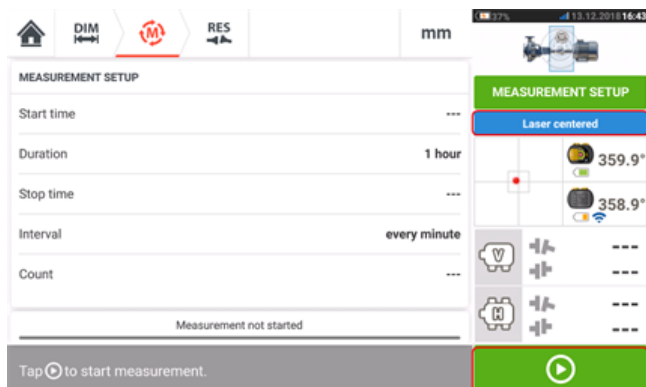 DIM
M
RES
mm
37%
13.12.2018 16:43
MEASUREMENT SETUP
Start time ---
Duration 1 hour
Stop time ---
Interval every minute
Count ---
Measurement not started
Tap to start measurement.
MEASUREMENT SETUP
Laser centered
359.9°
358.9°
V
---
---
H
---
---